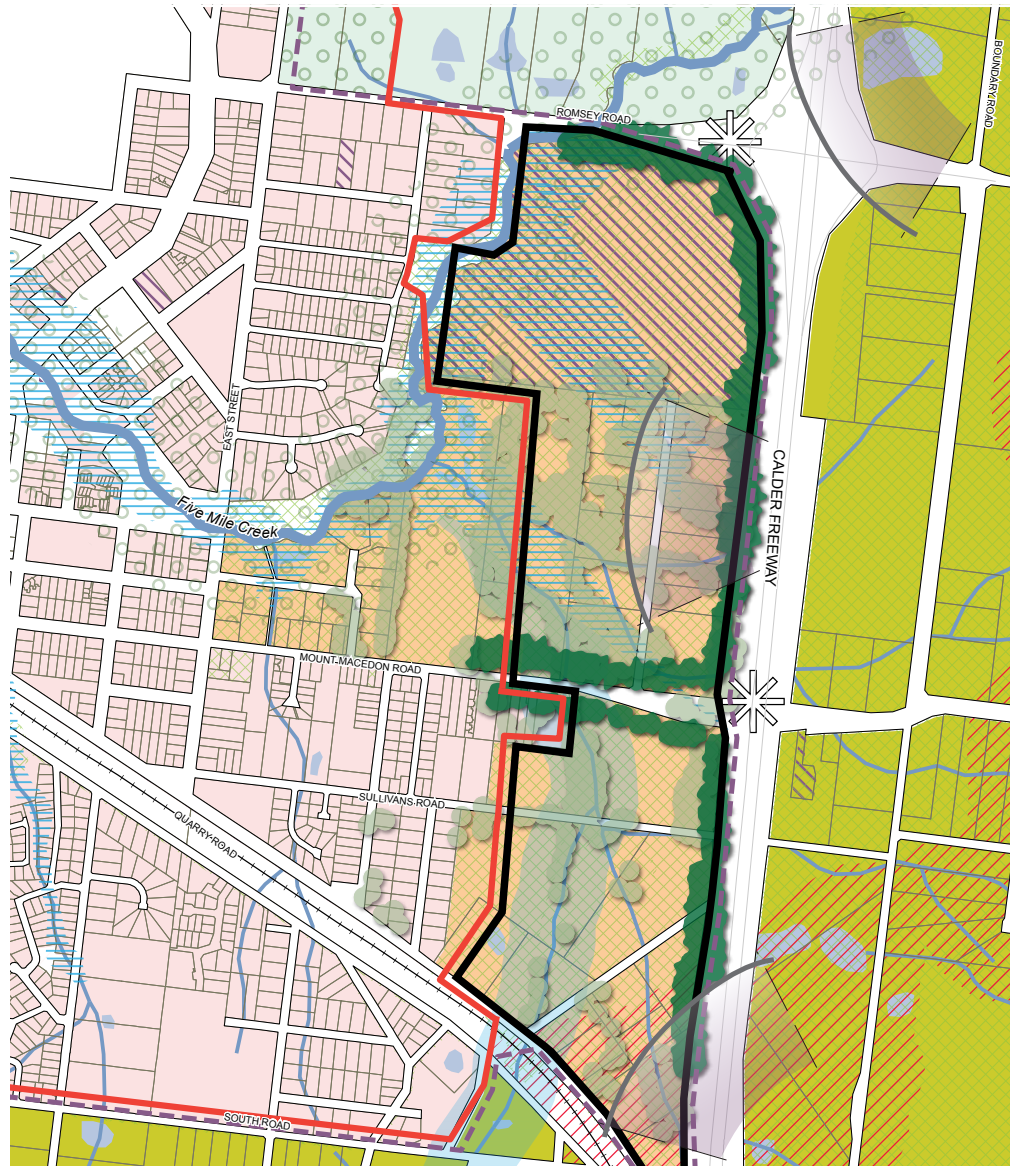 BOUNDARY ROAD
ROMSEY ROAD
EAST STREET
CALDER FREEWAY
Five Mile Creek
MOUNT MACEDON ROAD
SULLIVANS ROAD
QUARRY ROAD
SOUTH ROAD